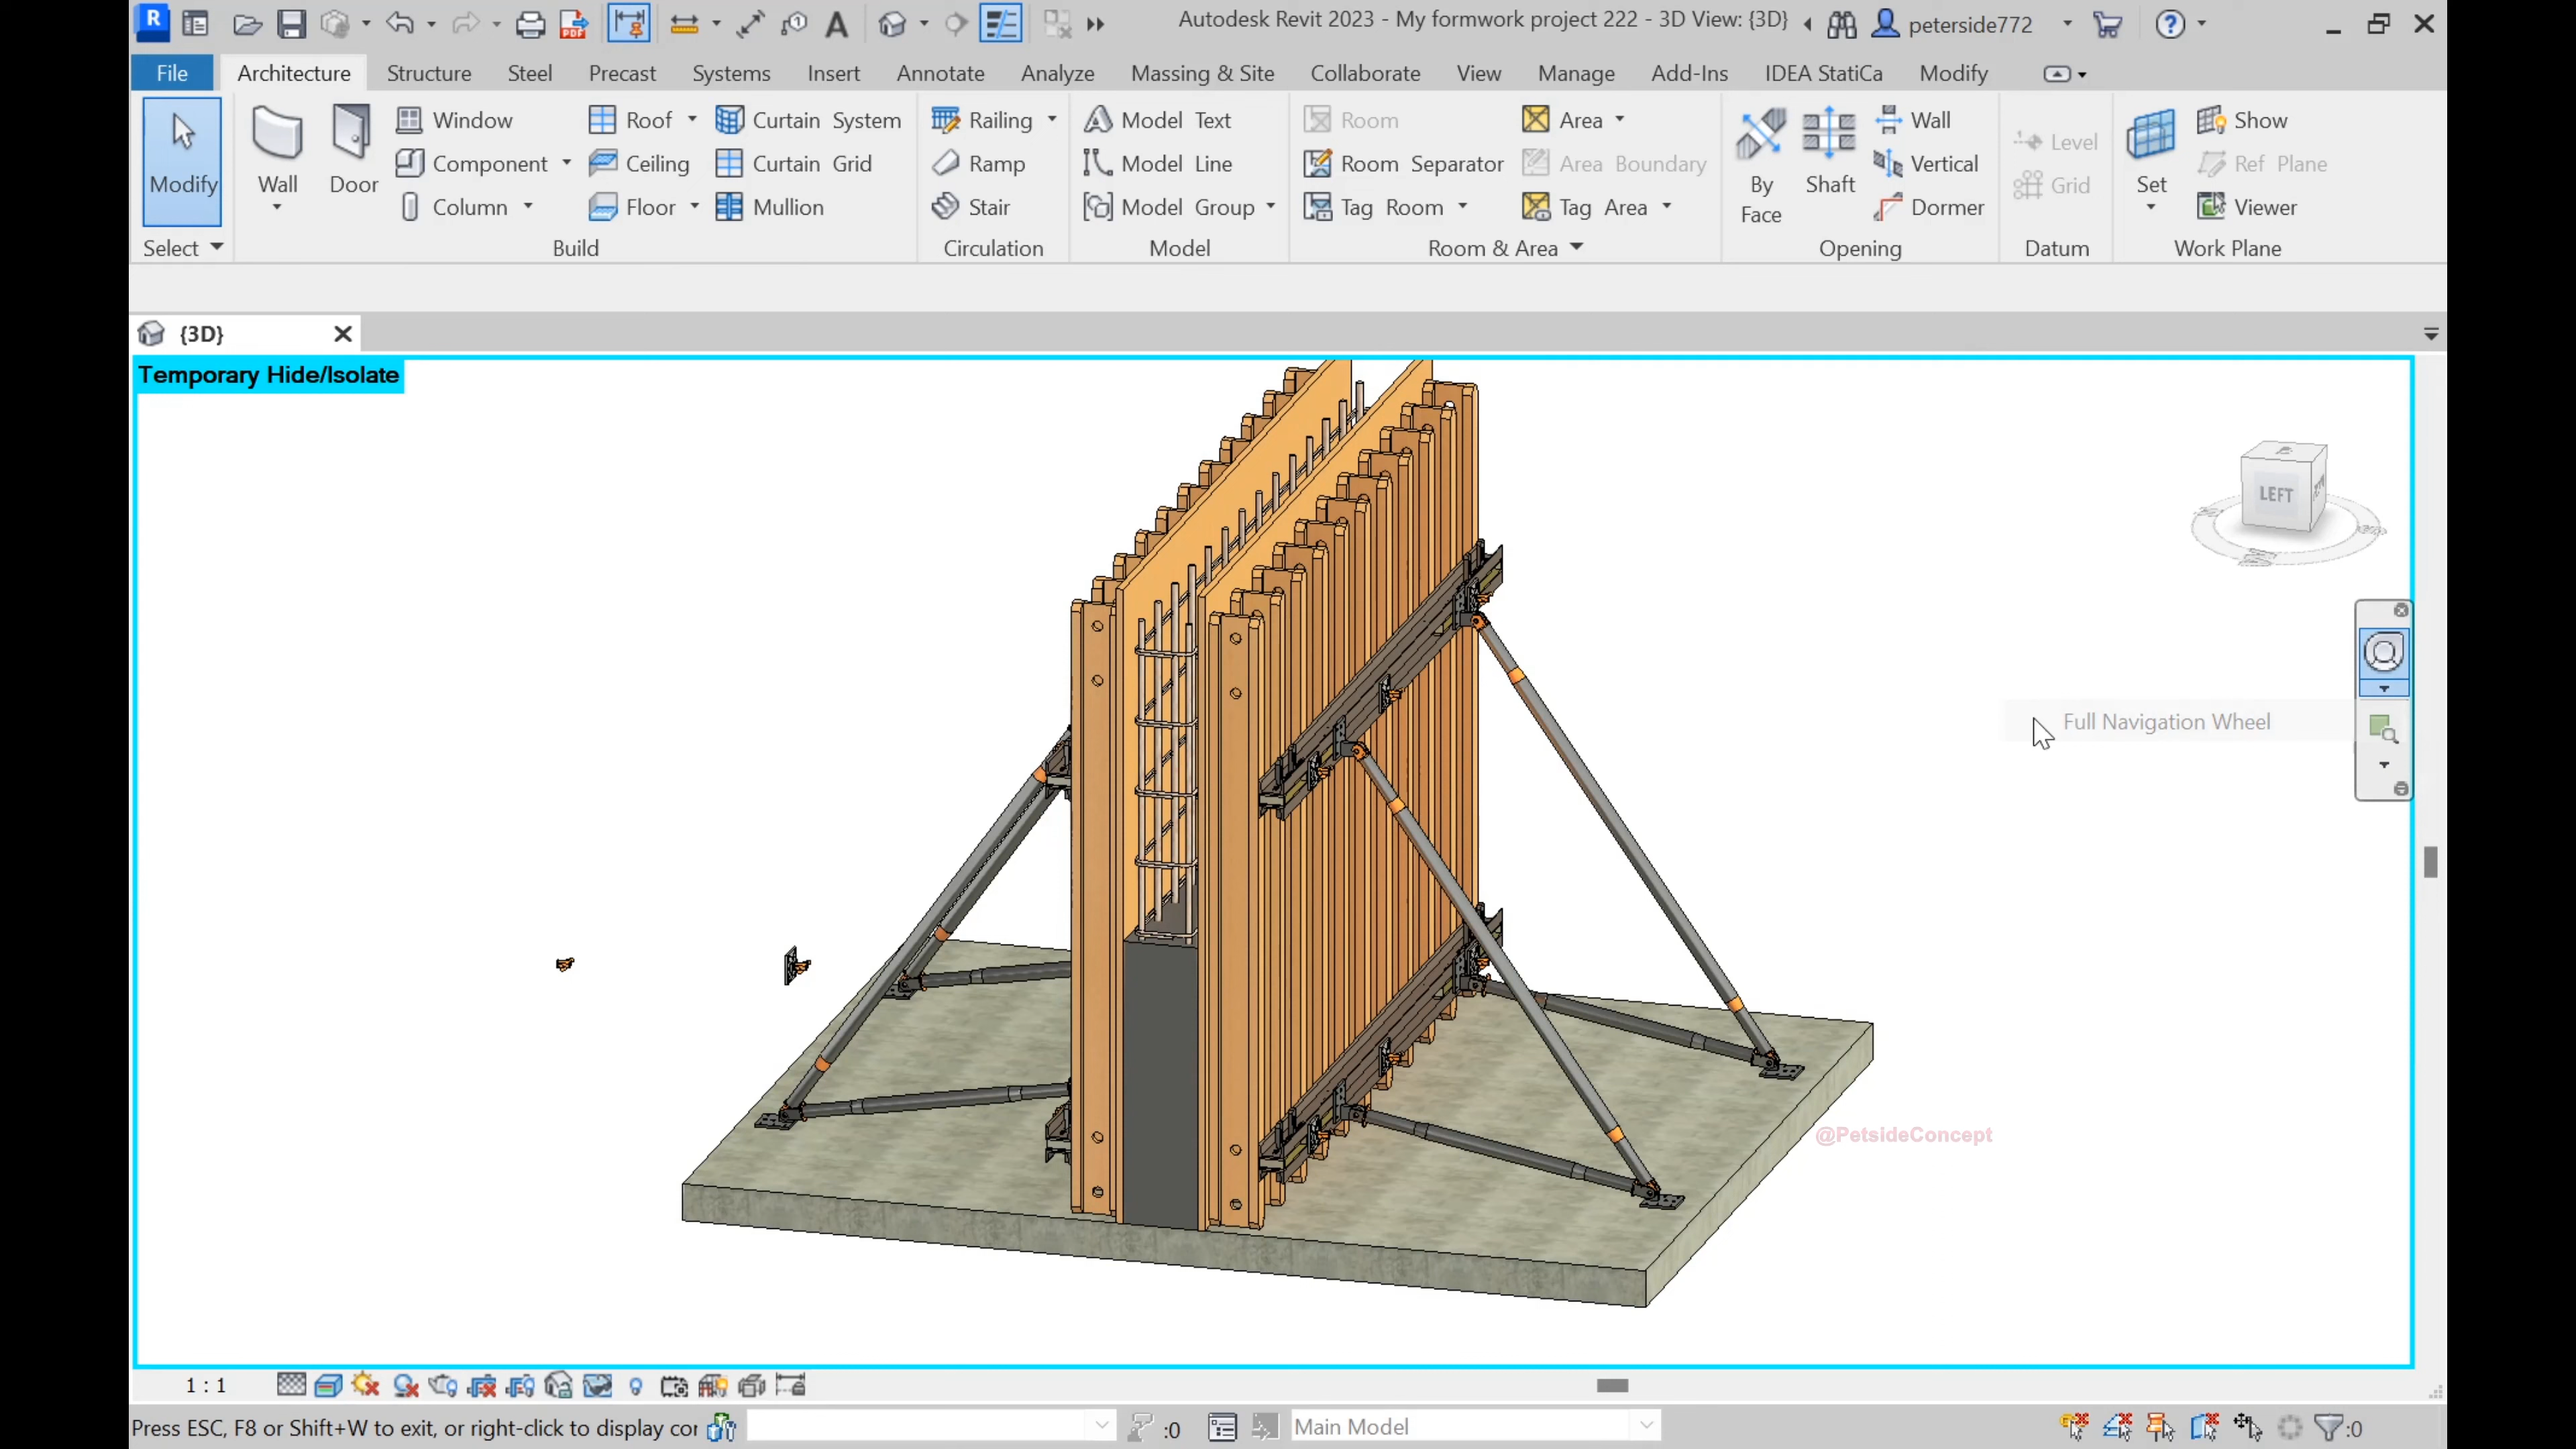 R
PDF
Autodesk Revit 2023 - My formwork project 222 - 3D View: {3D}
peterside772
File Architecture Structure Steel Precast Systems Insert Annotate Analyze Massing & Site Collaborate View Manage Add-Ins IDEA StatiCa Modify
Window Roof Curtain System Railing Model Text Room Area Wall Show
Component Ceiling Curtain Grid Ramp Model Line Room Separator Area Boundary Vertical Level Ref Plane
Modify Wall Door Column Floor Mullion Stair Model Group Tag Room Tag Area By Face Shaft Dormer Grid Set Viewer
Select Build Circulation Model Room & Area Opening Datum Work Plane
{3D}
Temporary Hide/Isolate
LEFT
Full Navigation Wheel
@PetsideConcept
1 : 1
Press ESC, F8 or Shift+W to exit, or right-click to display cor :0 Main Model :0